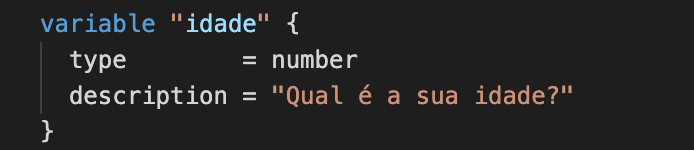 variable "idade" {
  type        = number
  description = "Qual é a sua idade?"
}